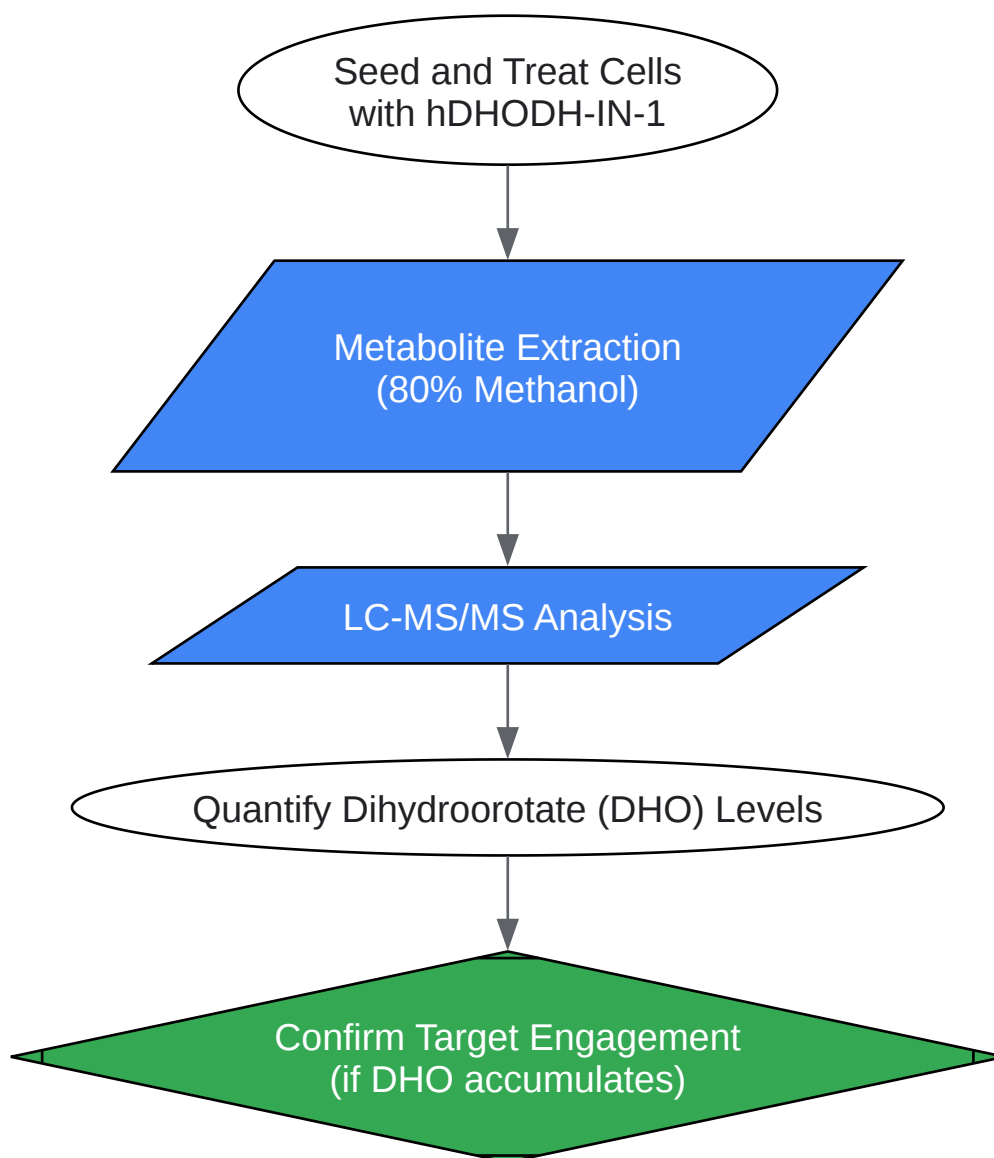 Seed and Treat Cells
with hDHODH-IN-1
Metabolite Extraction
(80% Methanol)
LC-MS/MS Analysis
Quantify Dihydroorotate (DHO) Levels
Confirm Target Engagement
(if DHO accumulates)